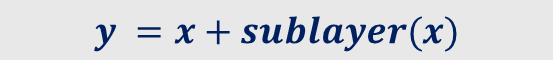 y = x + sublayer(x)